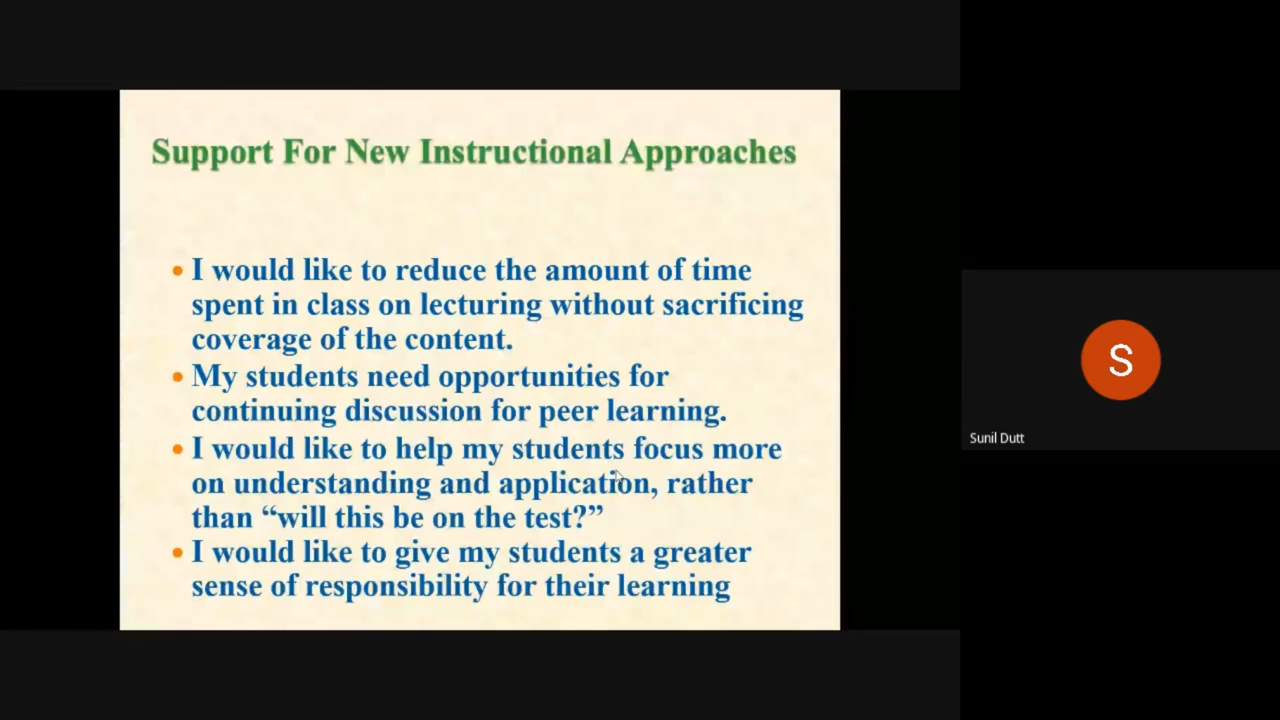 Support For New Instructional Approaches
• I would like to reduce the amount of time
spent in class on lecturing without sacrificing
coverage of the content.
• My students need opportunities for
continuing discussion for peer learning.
• I would like to help my students focus more
on understanding and application, rather
than “will this be on the test?”
• I would like to give my students a greater
sense of responsibility for their learning
S
Sunil Dutt